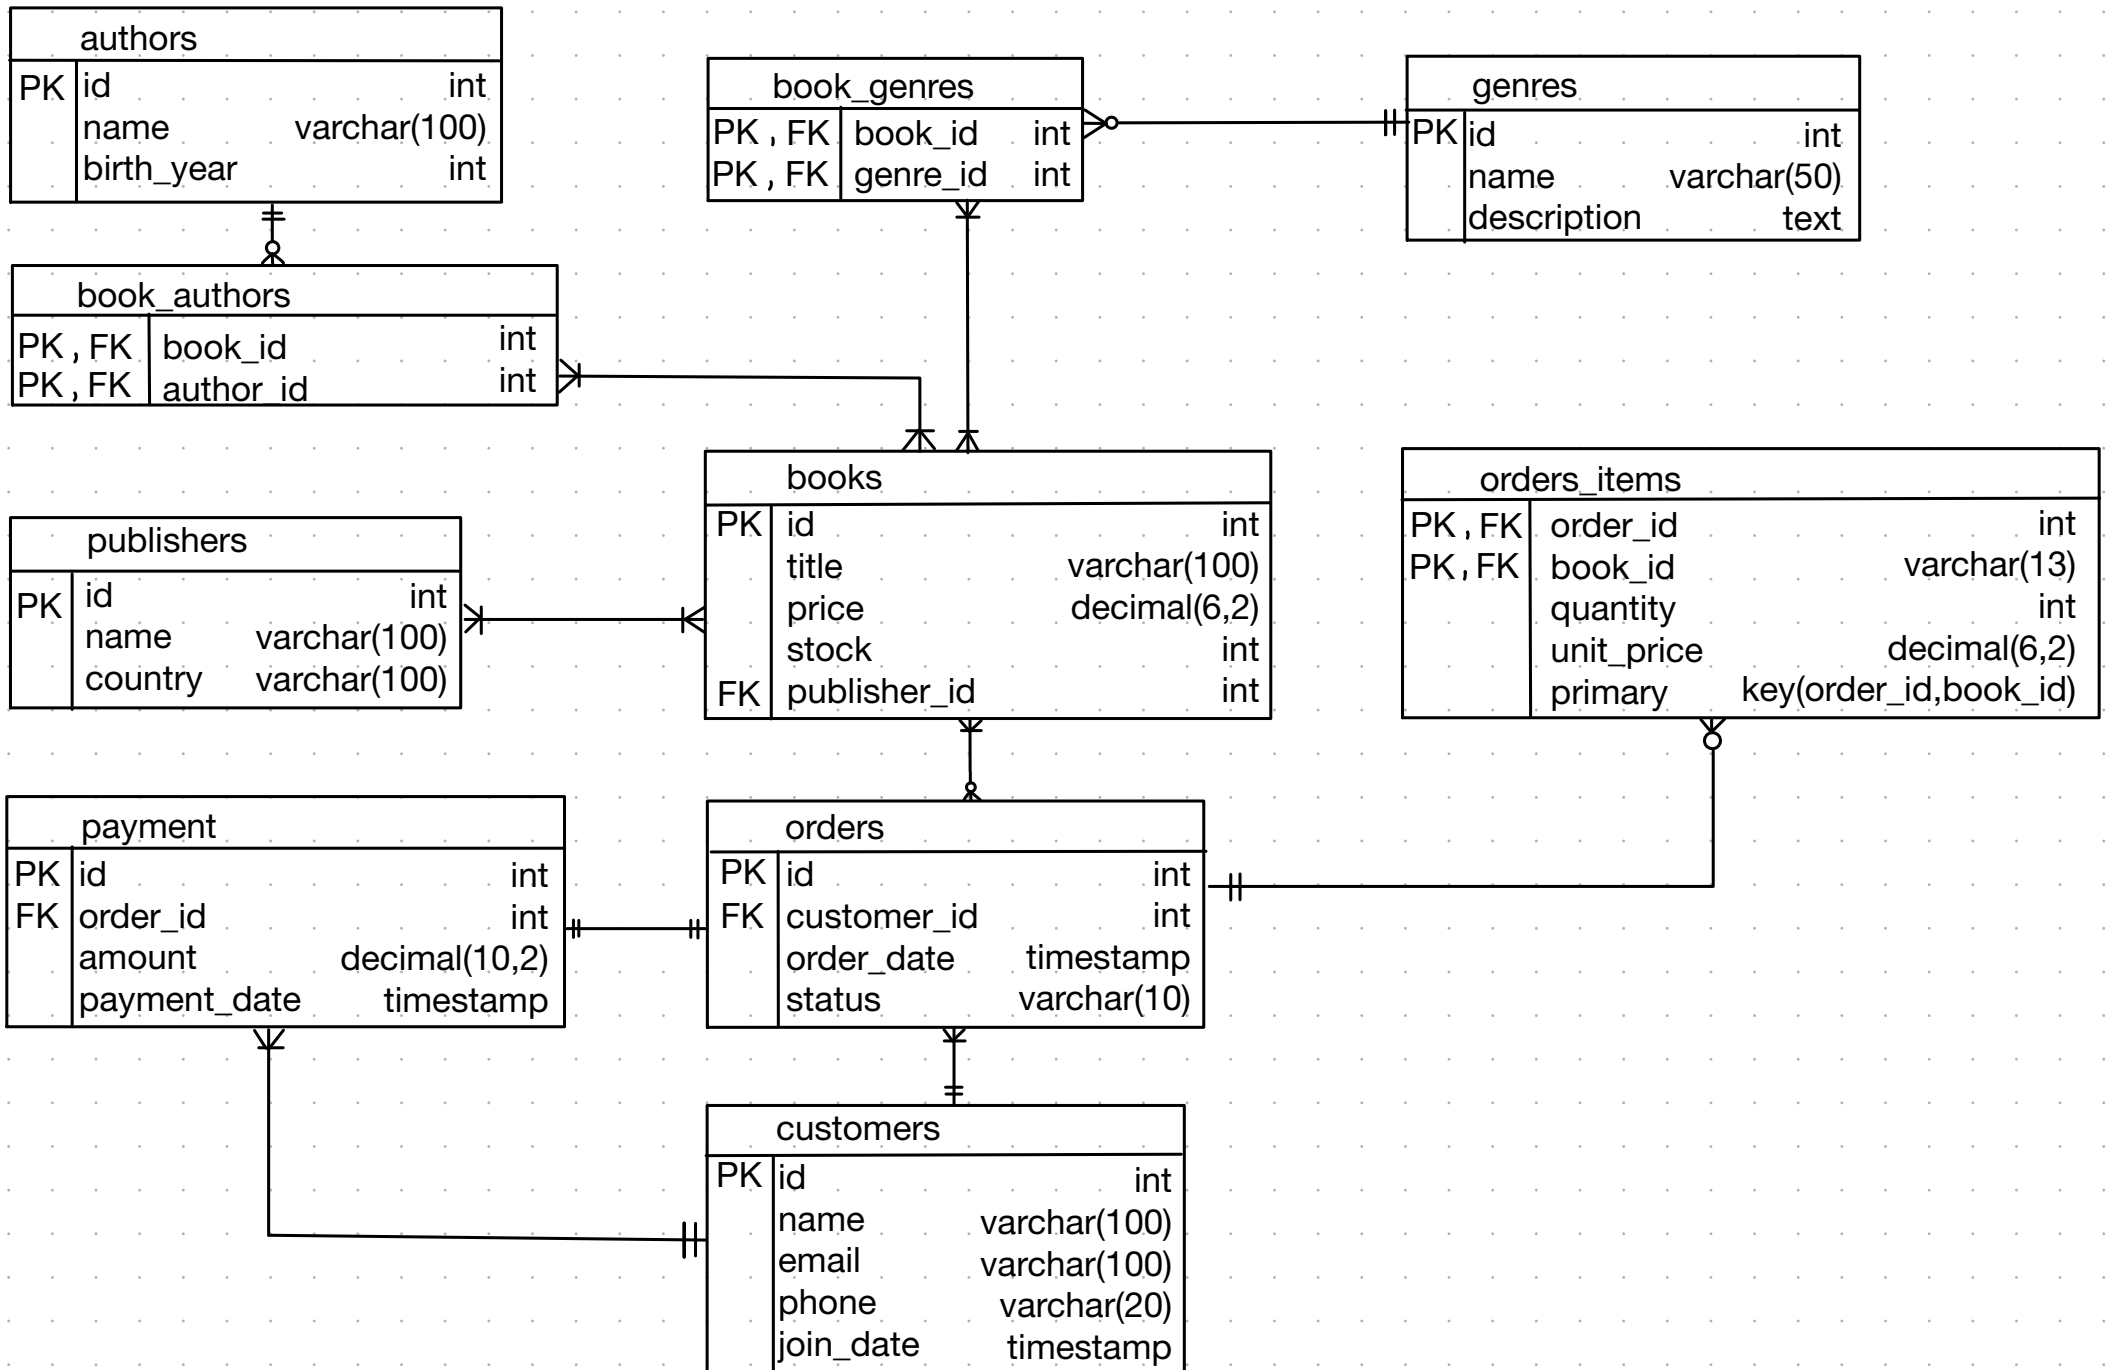 authors
PK id int
name varchar(100)
birth_year int
book_genres
PK , FK book_id int
PK , FK genre_id int
genres
PK id int
name varchar(50)
description text
book_authors
PK , FK book_id int
PK , FK author_id int
books
PK id int
title varchar(100)
price decimal(6,2)
stock int
FK publisher_id int
orders_items
PK , FK order_id int
PK , FK book_id varchar(13)
quantity int
unit_price decimal(6,2)
primary key(order_id,book_id)
publishers
PK id int
name varchar(100)
country varchar(100)
payment
PK id int
FK order_id int
amount decimal(10,2)
payment_date timestamp
orders
PK id int
FK customer_id int
order_date timestamp
status varchar(10)
customers
PK id int
name varchar(100)
email varchar(100)
phone varchar(20)
join_date timestamp